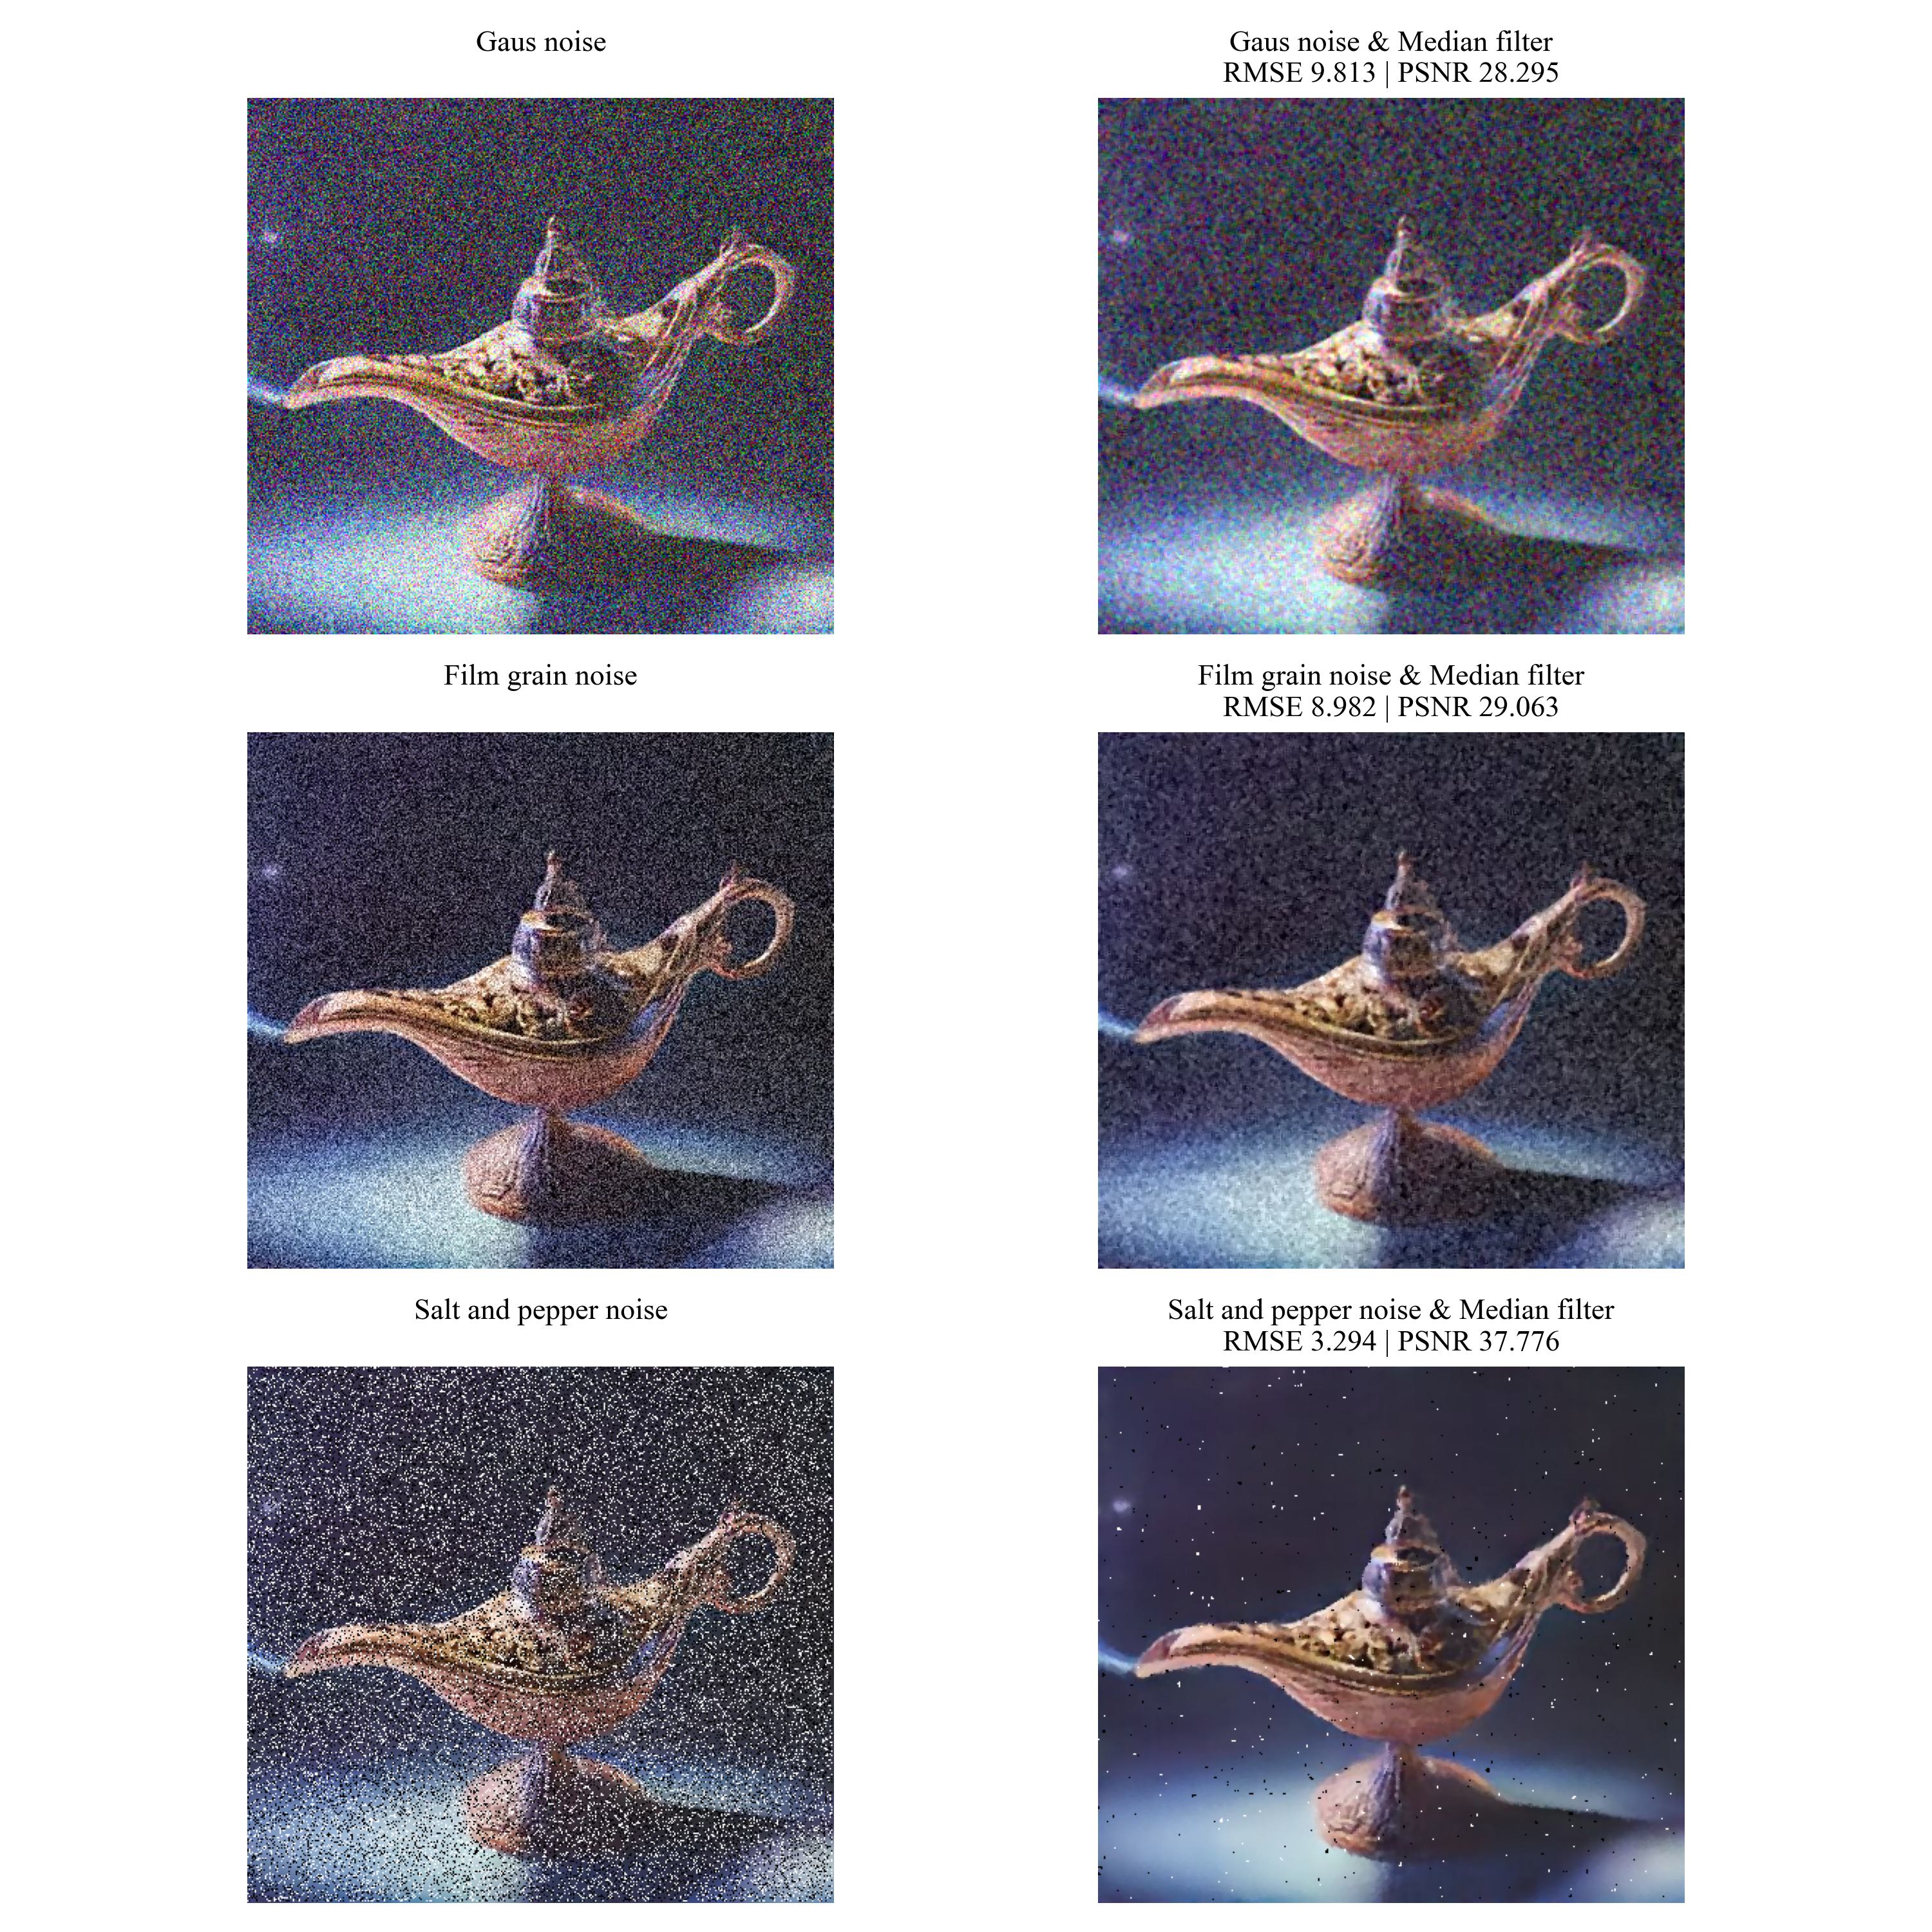 Gaus noise
Gaus noise & Median filter
RMSE 9.813 | PSNR 28.295
Film grain noise
Film grain noise & Median filter
RMSE 8.982 | PSNR 29.063
Salt and pepper noise
Salt and pepper noise & Median filter
RMSE 3.294 | PSNR 37.776